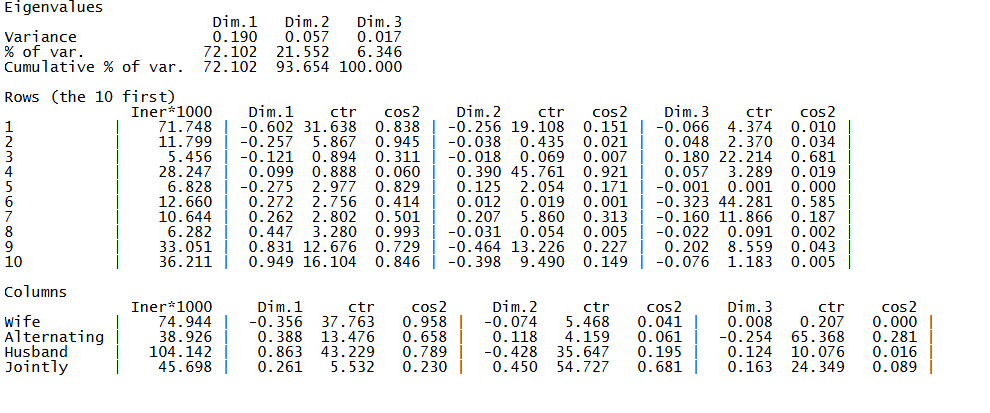 Eigenvalues
                       Dim.1   Dim.2   Dim.3
Variance               0.190   0.057   0.017
% of var.             72.102  21.552   6.346
Cumulative % of var.  72.102  93.654 100.000
Rows (the 10 first)
              Iner*1000    Dim.1    ctr   cos2    Dim.2    ctr   cos2    Dim.3    ctr   cos2
1           |    71.748 | -0.602 31.638  0.838 | -0.256 19.108  0.151 | -0.066  4.374  0.010 |
2           |    11.799 | -0.257  5.867  0.945 | -0.038  0.435  0.021 |  0.048  2.370  0.034 |
3           |     5.456 | -0.121  0.894  0.311 | -0.018  0.069  0.007 |  0.180 22.214  0.681 |
4           |    28.247 |  0.099  0.888  0.060 |  0.390 45.761  0.921 |  0.057  3.289  0.019 |
5           |     6.828 | -0.275  2.977  0.829 |  0.125  2.054  0.171 | -0.001  0.001  0.000 |
6           |    12.660 |  0.272  2.756  0.414 |  0.012  0.019  0.001 | -0.323 44.281  0.585 |
7           |    10.644 |  0.262  2.802  0.501 |  0.207  5.860  0.313 | -0.160 11.866  0.187 |
8           |     6.282 |  0.447  3.280  0.993 | -0.031  0.054  0.005 | -0.022  0.091  0.002 |
9           |    33.051 |  0.831 12.676  0.729 | -0.464 13.226  0.227 |  0.202  8.559  0.043 |
10          |    36.211 |  0.949 16.104  0.846 | -0.398  9.490  0.149 | -0.076  1.183  0.005 |
Columns
              Iner*1000     Dim.1     ctr    cos2     Dim.2     ctr    cos2     Dim.3     ctr    cos2
Wife        |    74.944 |  -0.356  37.763   0.958 |  -0.074   5.468   0.041 |   0.008   0.207   0.000 |
Alternating |    38.926 |   0.388  13.476   0.658 |   0.118   4.159   0.061 |  -0.254  65.368   0.281 |
Husband     |   104.142 |   0.863  43.229   0.789 |  -0.428  35.647   0.195 |   0.124  10.076   0.016 |
Jointly     |    45.698 |   0.261   5.532   0.230 |   0.450  54.727   0.681 |   0.163  24.349   0.089 |